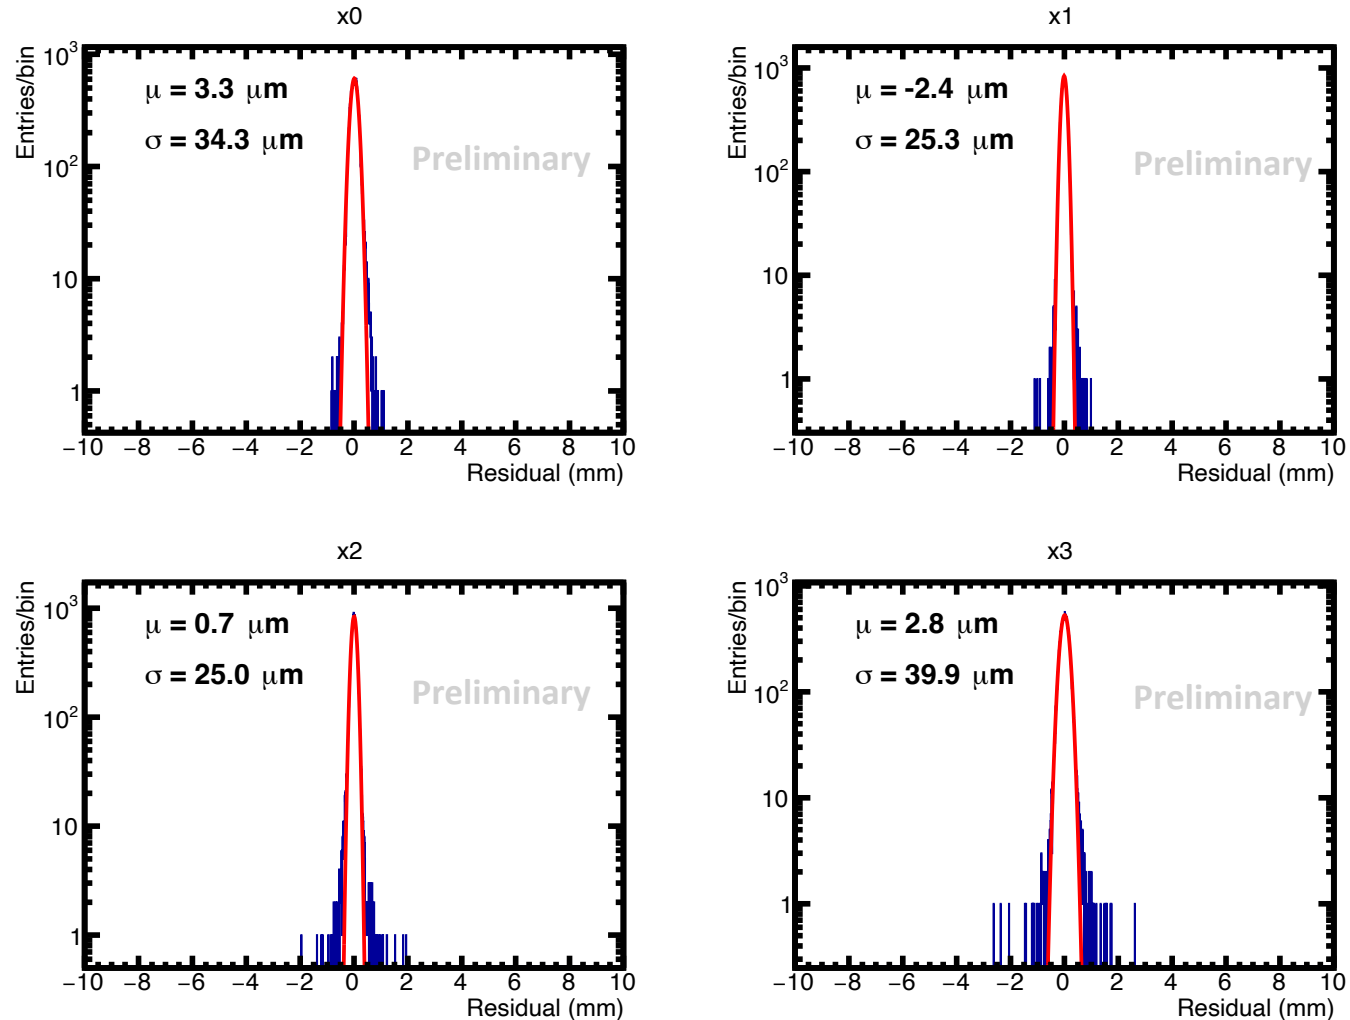 x0
Entries/bin
10³
10²
10
1
μ = 3.3 μm
σ = 34.3 μm
Preliminary
−10 −8 −6 −4 −2 0 2 4 6 8 10
Residual (mm)
x1
Entries/bin
10³
10²
10
1
μ = -2.4 μm
σ = 25.3 μm
Preliminary
−10 −8 −6 −4 −2 0 2 4 6 8 10
Residual (mm)
x2
Entries/bin
10³
10²
10
1
μ = 0.7 μm
σ = 25.0 μm
Preliminary
−10 −8 −6 −4 −2 0 2 4 6 8 10
Residual (mm)
x3
Entries/bin
10³
10²
10
1
μ = 2.8 μm
σ = 39.9 μm
Preliminary
−10 −8 −6 −4 −2 0 2 4 6 8 10
Residual (mm)